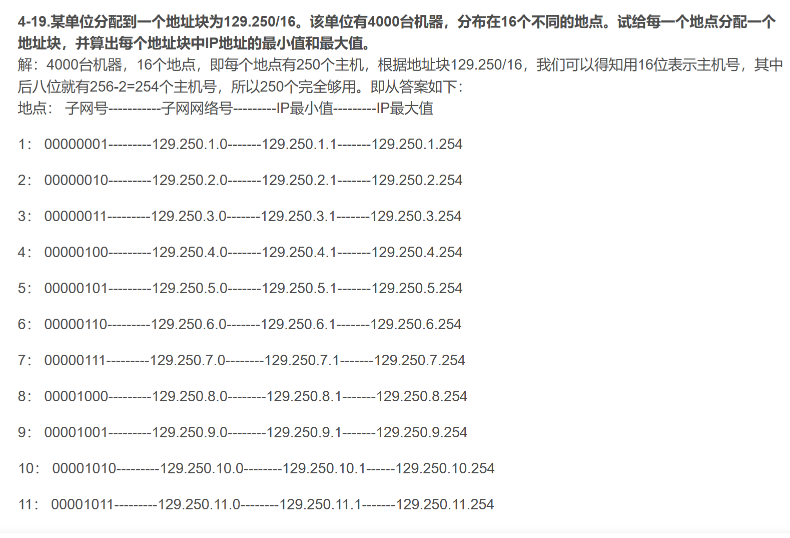 4-19.某单位分配到一个地址块为129.250/16。该单位有4000台机器，分布在16个不同的地点。试给每一个地点分配一个
地址块，并算出每个地址块中IP地址的最小值和最大值。
解：4000台机器，16个地点，即每个地点有250个主机，根据地址块129.250/16，我们可以得知用16位表示主机号，其中
后八位就有256-2=254个主机号，所以250个完全够用。即从答案如下：
地点： 子网号-----------子网网络号---------IP最小值---------IP最大值
1： 00000001---------129.250.1.0-------129.250.1.1-------129.250.1.254
2： 00000010---------129.250.2.0-------129.250.2.1-------129.250.2.254
3： 00000011---------129.250.3.0-------129.250.3.1-------129.250.3.254
4： 00000100---------129.250.4.0-------129.250.4.1-------129.250.4.254
5： 00000101---------129.250.5.0-------129.250.5.1-------129.250.5.254
6： 00000110---------129.250.6.0-------129.250.6.1-------129.250.6.254
7： 00000111---------129.250.7.0--------129.250.7.1-------129.250.7.254
8： 00001000---------129.250.8.0--------129.250.8.1-------129.250.8.254
9： 00001001---------129.250.9.0--------129.250.9.1-------129.250.9.254
10： 00001010---------129.250.10.0--------129.250.10.1------129.250.10.254
11： 00001011---------129.250.11.0--------129.250.11.1-------129.250.11.254